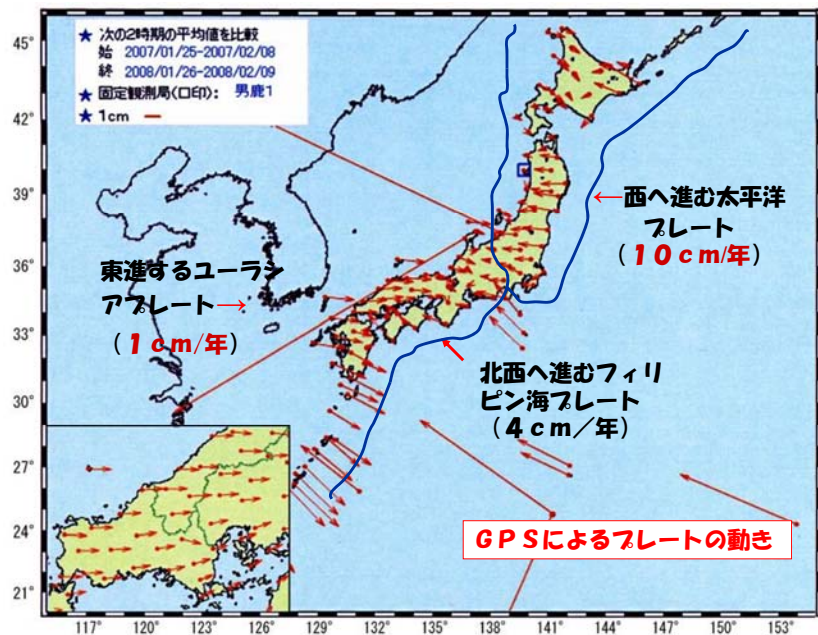 ★ 次の2時期の平均値を比較
始 2007/01/25-2007/02/08
終 2008/01/26-2008/02/09
★ 固定観測局(口印): 男鹿1
★ 1cm
45°
42°
39°
36°
33°
30°
27°
24°
21°
←西へ進む太平洋
プレート
(10cm/年)
東進するユーラシ
アプレート→
(1cm/年)
北西へ進むフィリ
ピン海プレート
(4cm/年)
GPSによるプレートの動き
117° 120° 123° 126° 129° 132° 135° 138° 141° 144° 147° 150° 153°